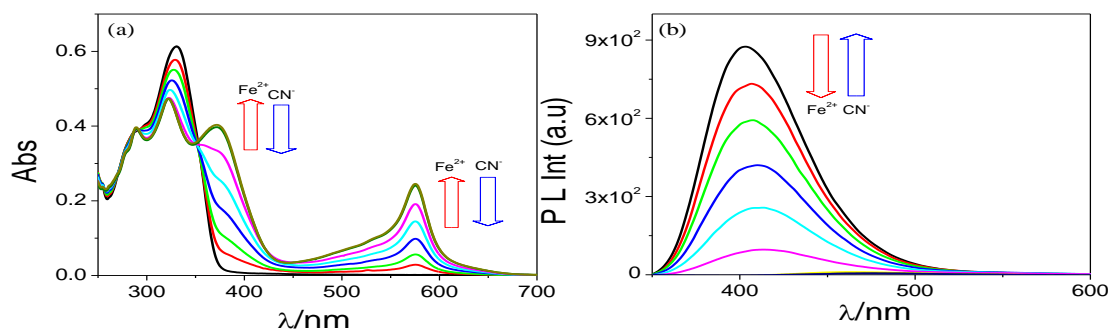 (a)
Abs
0.6
0.4
0.2
0.0
Fe²⁺ CN⁻
Fe²⁺ CN⁻
300 400 500 600 700
λ/nm
(b)
P L Int (a.u)
9x10²
6x10²
3x10²
0
Fe²⁺ CN⁻
400 500 600
λ/nm